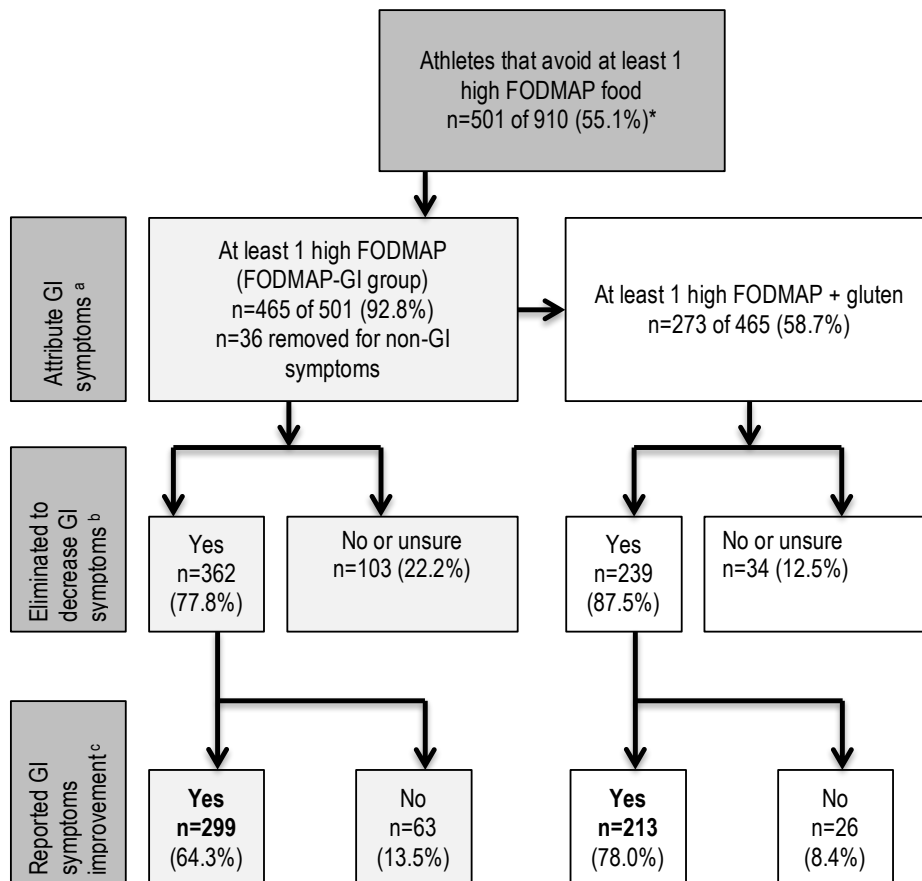 Athletes that avoid at least 1
high FODMAP food
n=501 of 910 (55.1%)*
Attribute GI
symptoms a
At least 1 high FODMAP
(FODMAP-GI group)
n=465 of 501 (92.8%)
n=36 removed for non-GI
symptoms
At least 1 high FODMAP + gluten
n=273 of 465 (58.7%)
Eliminated to
decrease GI
symptoms b
Yes
n=362
(77.8%)
No or unsure
n=103 (22.2%)
Yes
n=239
(87.5%)
No or unsure
n=34 (12.5%)
Reported GI
symptoms
improvement c
Yes
n=299
(64.3%)
No
n=63
(13.5%)
Yes
n=213
(78.0%)
No
n=26
(8.4%)